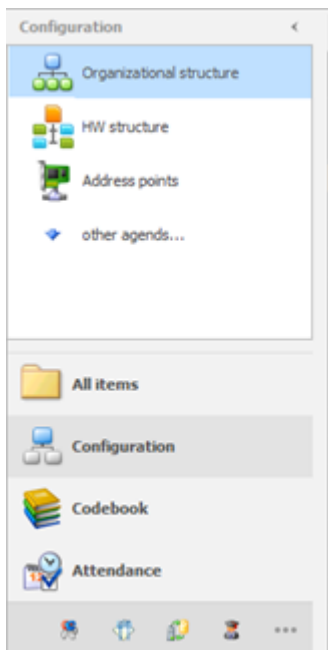 Configuration
Organizational structure
HW structure
Address points
other agends...
All items
Configuration
Codebook
Attendance